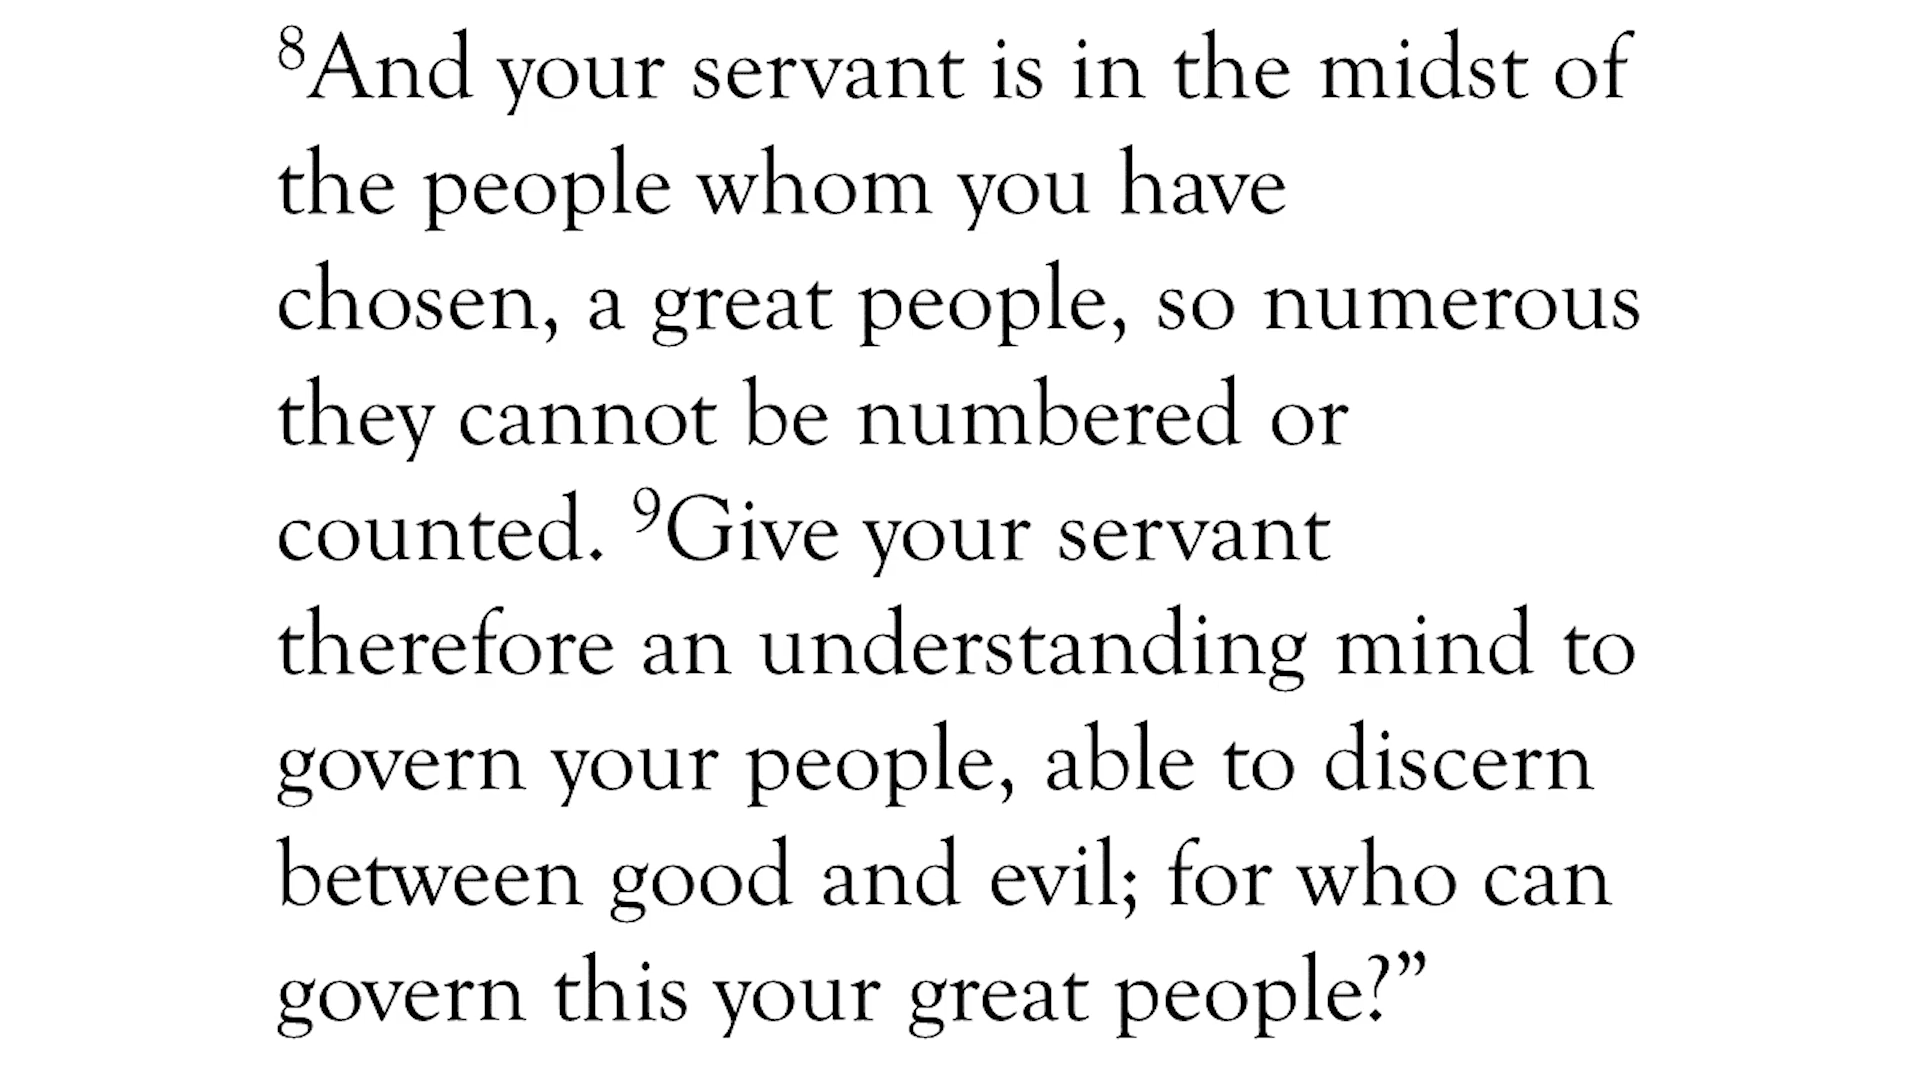 ⁸And your servant is in the midst of
the people whom you have
chosen, a great people, so numerous
they cannot be numbered or
counted. ⁹Give your servant
therefore an understanding mind to
govern your people, able to discern
between good and evil; for who can
govern this your great people?”